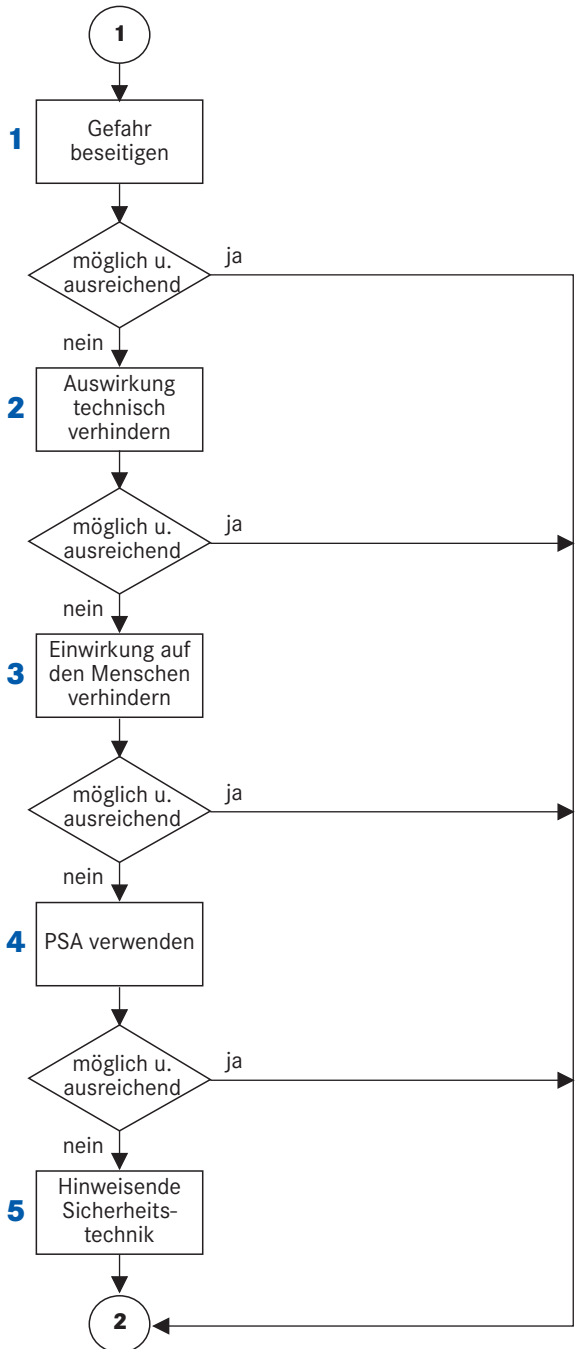 1
1
Gefahr
beseitigen
möglich u.
ausreichend
ja
nein
2
Auswirkung
technisch
verhindern
möglich u.
ausreichend
ja
nein
3
Einwirkung auf
den Menschen
verhindern
möglich u.
ausreichend
ja
nein
4
PSA verwenden
möglich u.
ausreichend
ja
nein
5
Hinweisende
Sicherheits-
technik
2